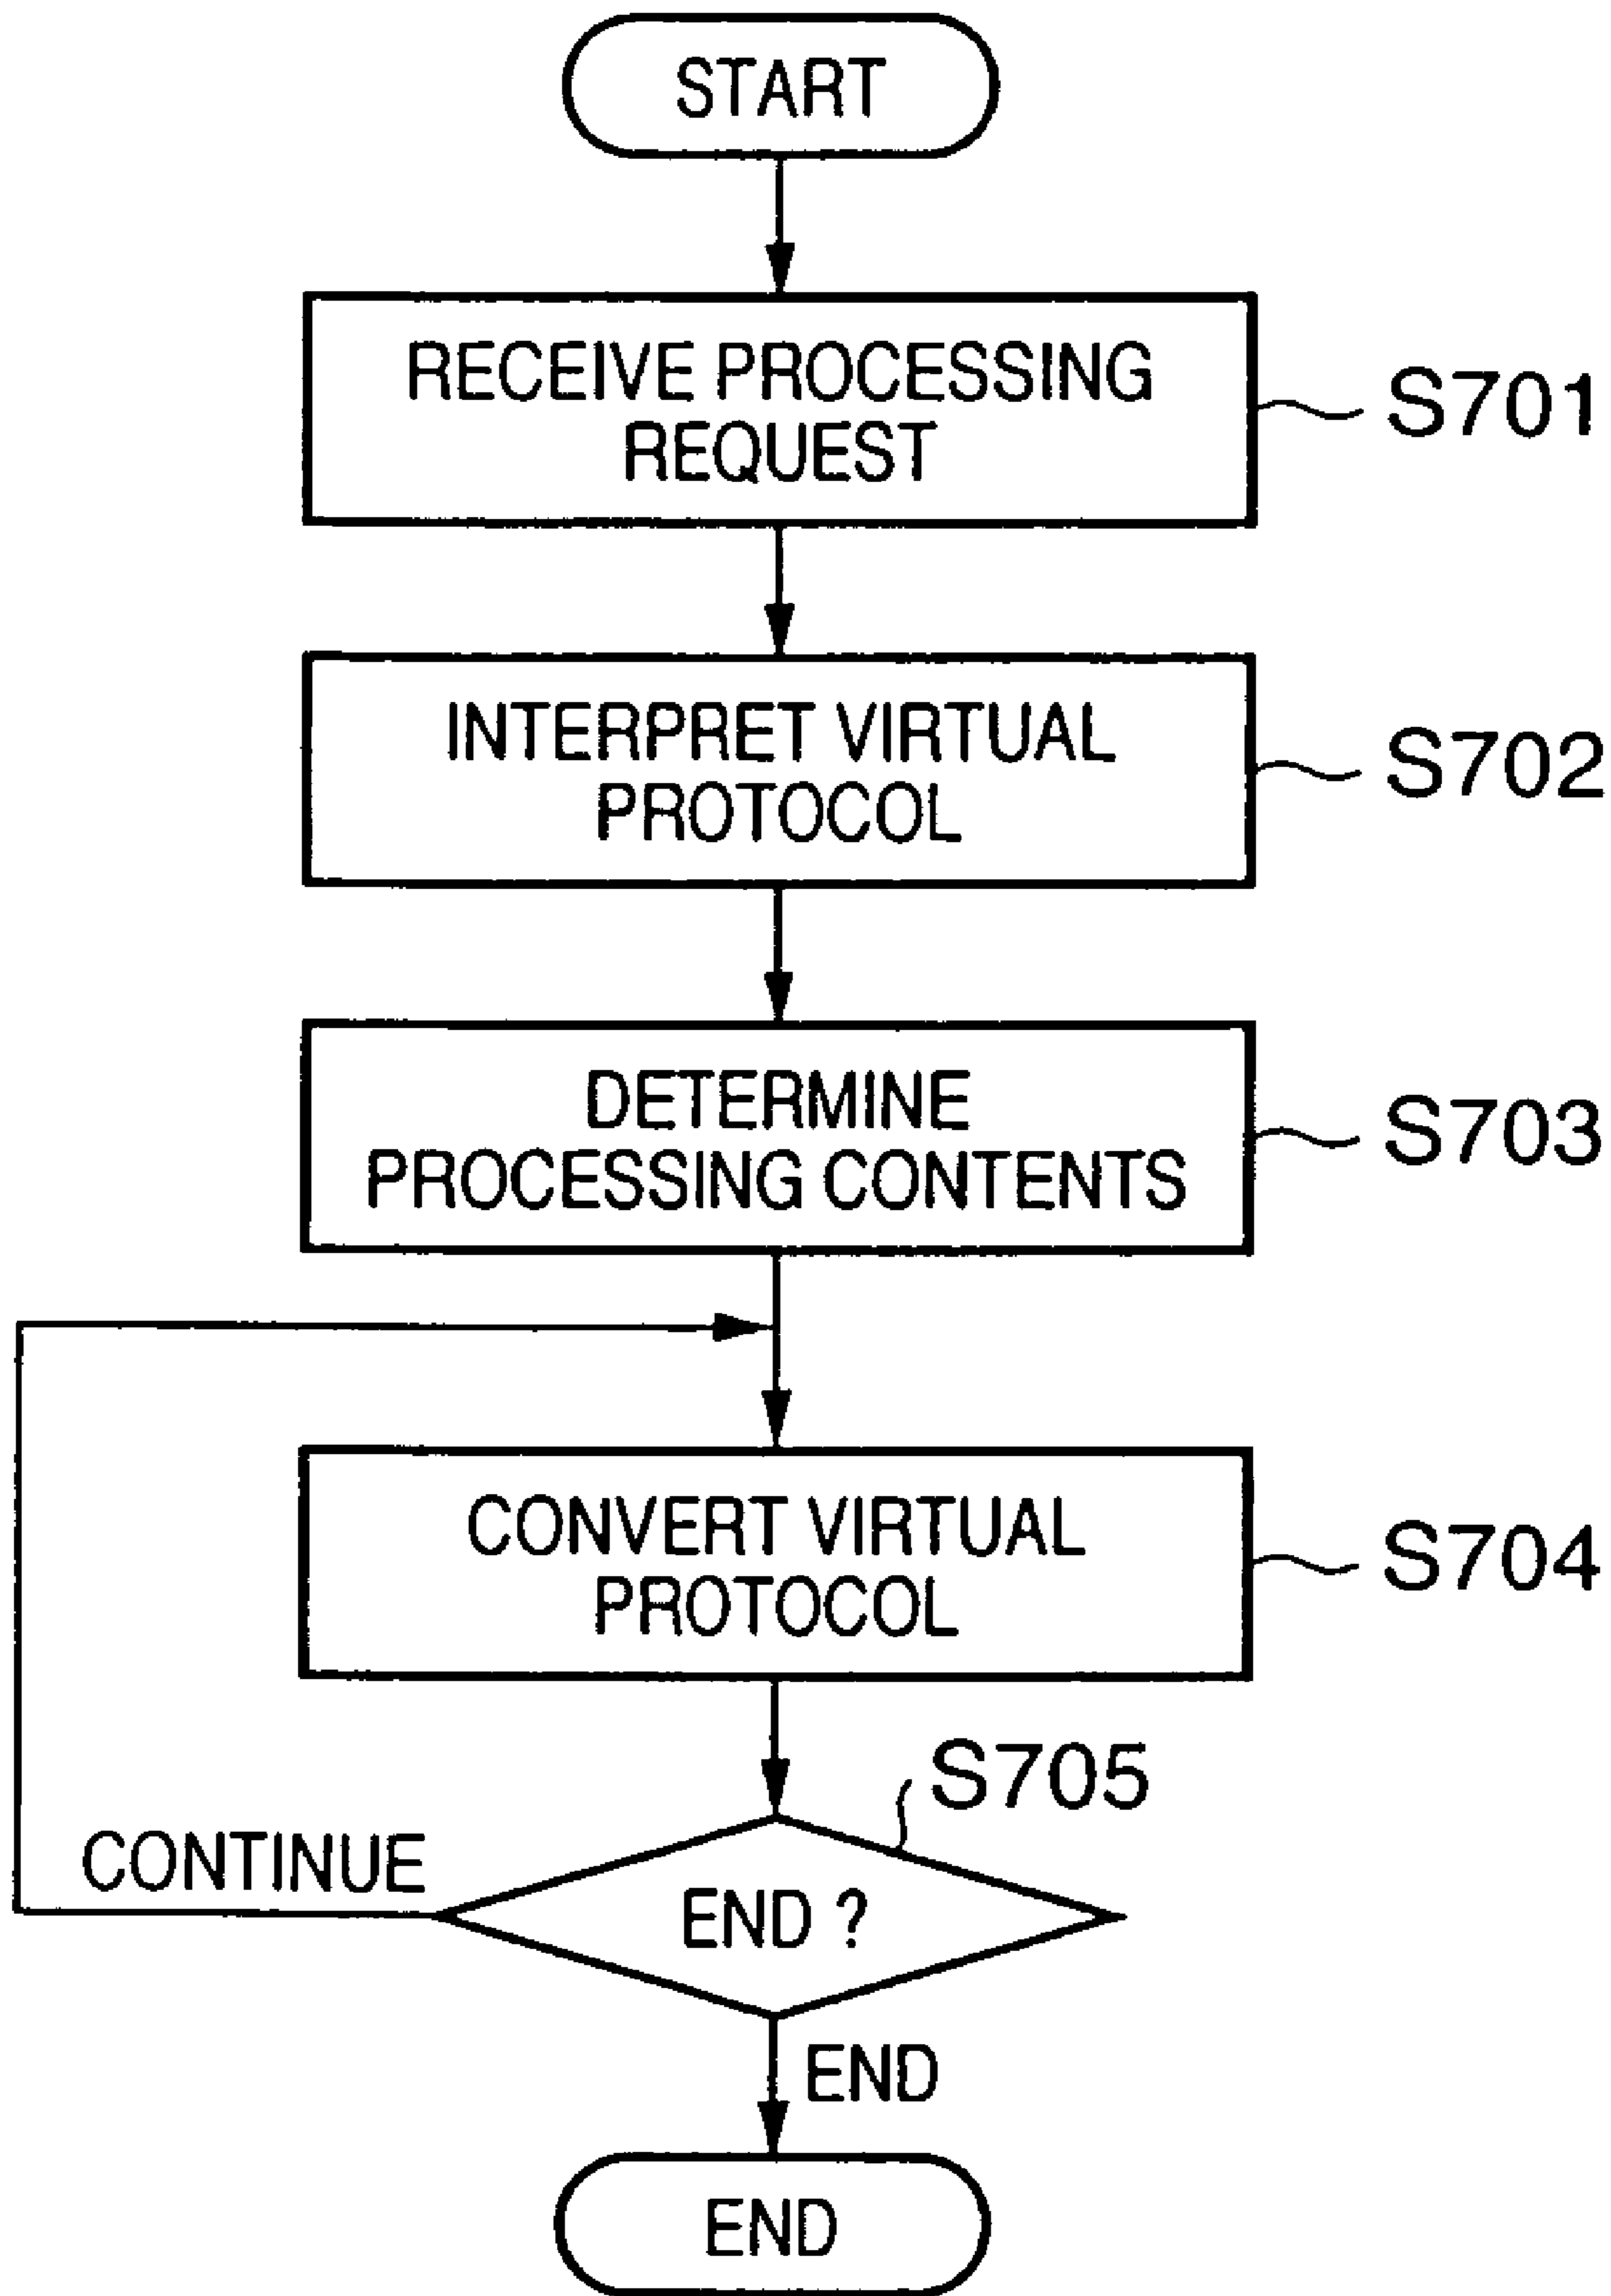 START
RECEIVE PROCESSING
REQUEST
S701
INTERPRET VIRTUAL
PROTOCOL
S702
DETERMINE
PROCESSING CONTENTS
S703
CONVERT VIRTUAL
PROTOCOL
S704
S705
CONTINUE
END ?
END
END